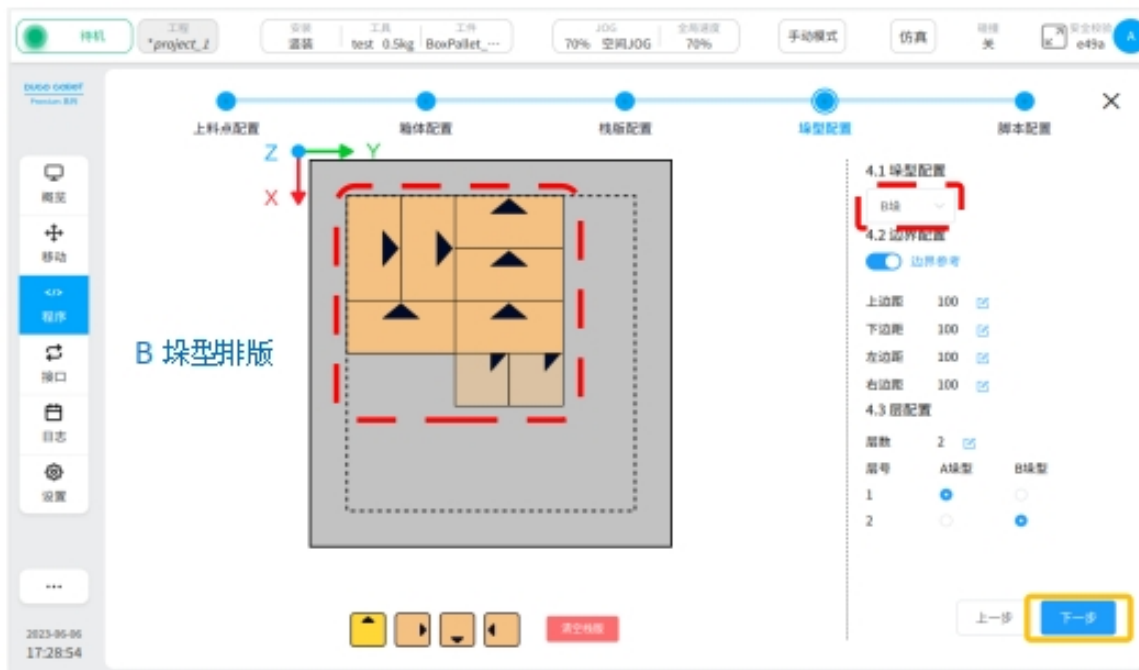 待机
工程
*project_1
安装
温装
工具
test 0.5kg
工件
BoxPallet_···
JOG
70% 空间JOG
全局速度
70%
手动模式
仿真
碰撞
关
安全校验
e49a
A
上料点配置
箱体配置
栈版配置
垛型配置
脚本配置
概览
移动
程序
接口
日志
设置
···
2023-06-06
17:28:54
Z
Y
X
B 垛型排版
清空栈版
4.1 垛型配置
B垛
4.2 边界配置
边界参考
上边距 100
下边距 100
左边距 100
右边距 100
4.3 层配置
层数 2
层号 A垛型 B垛型
1
2
上一步
下一步